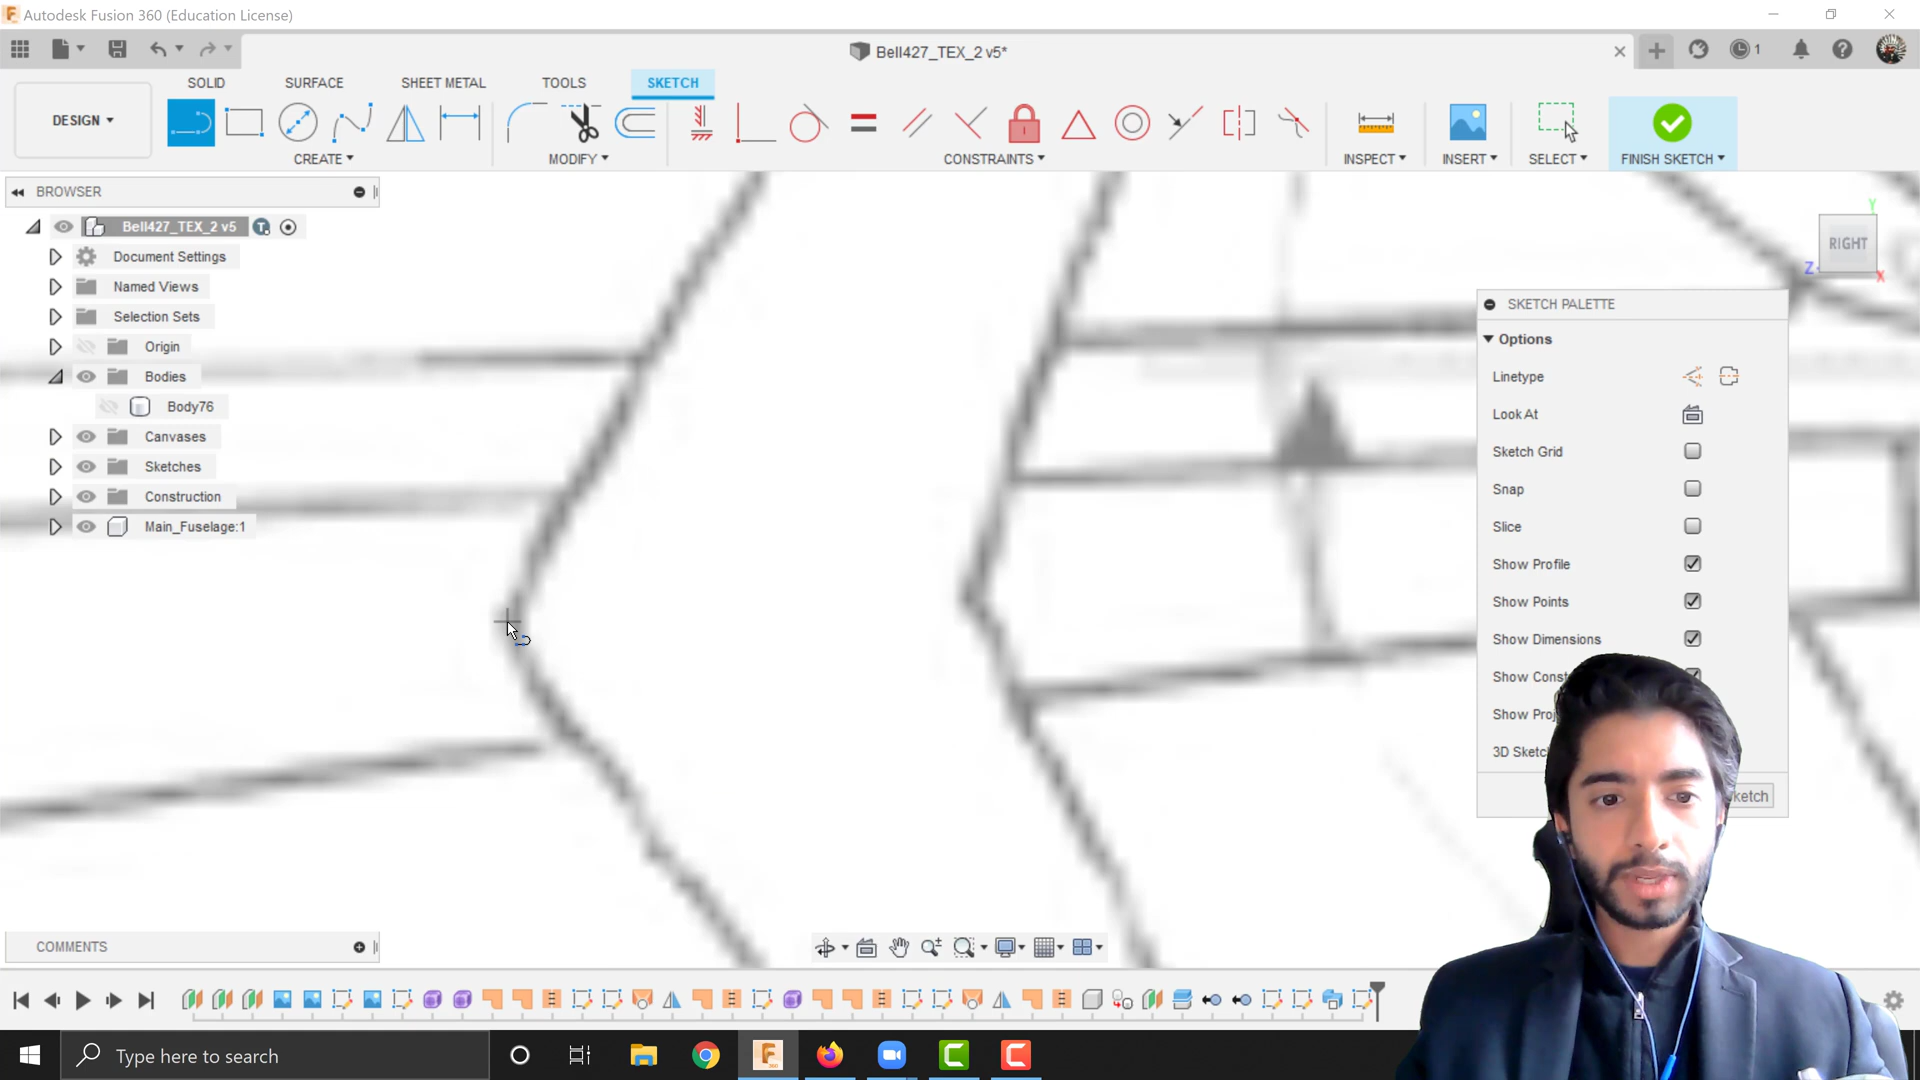 Autodesk Fusion 360 (Education License)
Bell427_TEX_2 v5*
1
SOLID
SURFACE
SHEET METAL
TOOLS
SKETCH
DESIGN
CREATE
MODIFY
CONSTRAINTS
INSPECT
INSERT
SELECT
FINISH SKETCH
BROWSER
Bell427_TEX_2 v5
Document Settings
Named Views
Selection Sets
Origin
Bodies
Body76
Canvases
Sketches
Construction
Main_Fuselage:1
Y
RIGHT
Z
X
SKETCH PALETTE
Options
Linetype
Look At
Sketch Grid
Snap
Slice
Show Profile
Show Points
Show Dimensions
Show Const
Show Proj
3D Sketc
ketch
COMMENTS
Type here to search